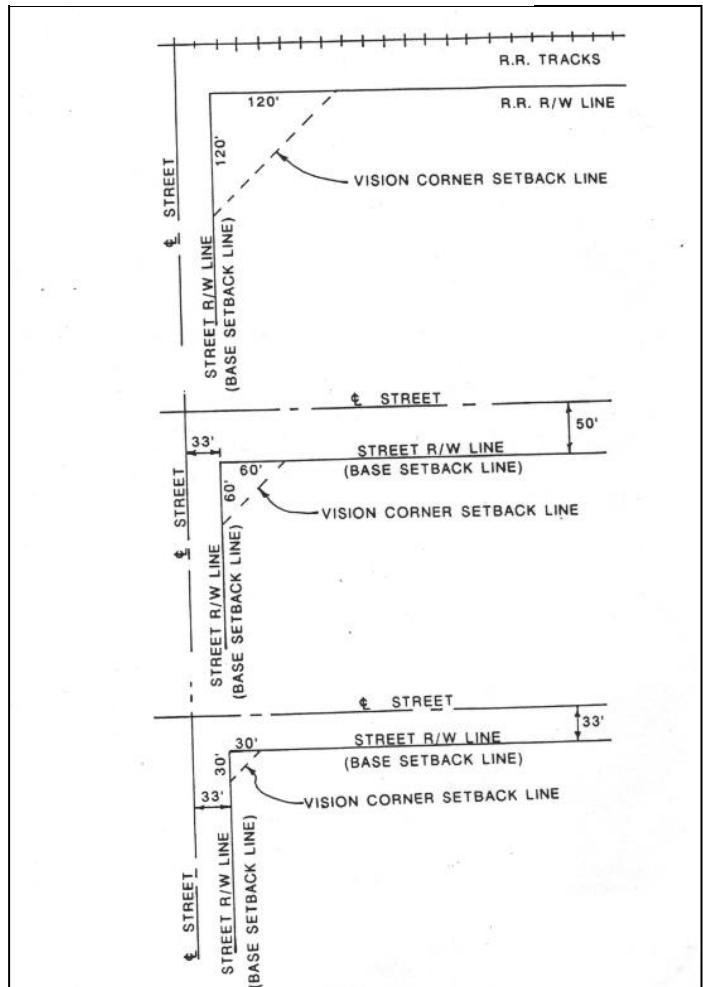 R.R. TRACKS
120'
R.R. R/W LINE
120'
VISION CORNER SETBACK LINE
℄ STREET
STREET R/W LINE
(BASE SETBACK LINE)
℄ STREET
50'
33'
STREET R/W LINE
(BASE SETBACK LINE)
60'
60'
VISION CORNER SETBACK LINE
℄ STREET
STREET R/W LINE
(BASE SETBACK LINE)
℄ STREET
33'
30'
STREET R/W LINE
(BASE SETBACK LINE)
30'
33'
VISION CORNER SETBACK LINE
℄ STREET
STREET R/W LINE
(BASE SETBACK LINE)